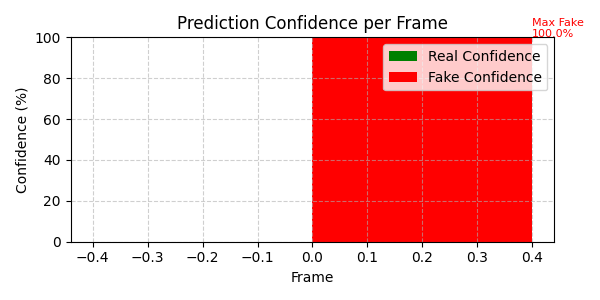 Prediction Confidence per Frame
Max Fake
100.0%
Real Confidence
Fake Confidence
Confidence (%)
100
80
60
40
20
0
−0.4 −0.3 −0.2 −0.1 0.0 0.1 0.2 0.3 0.4
Frame